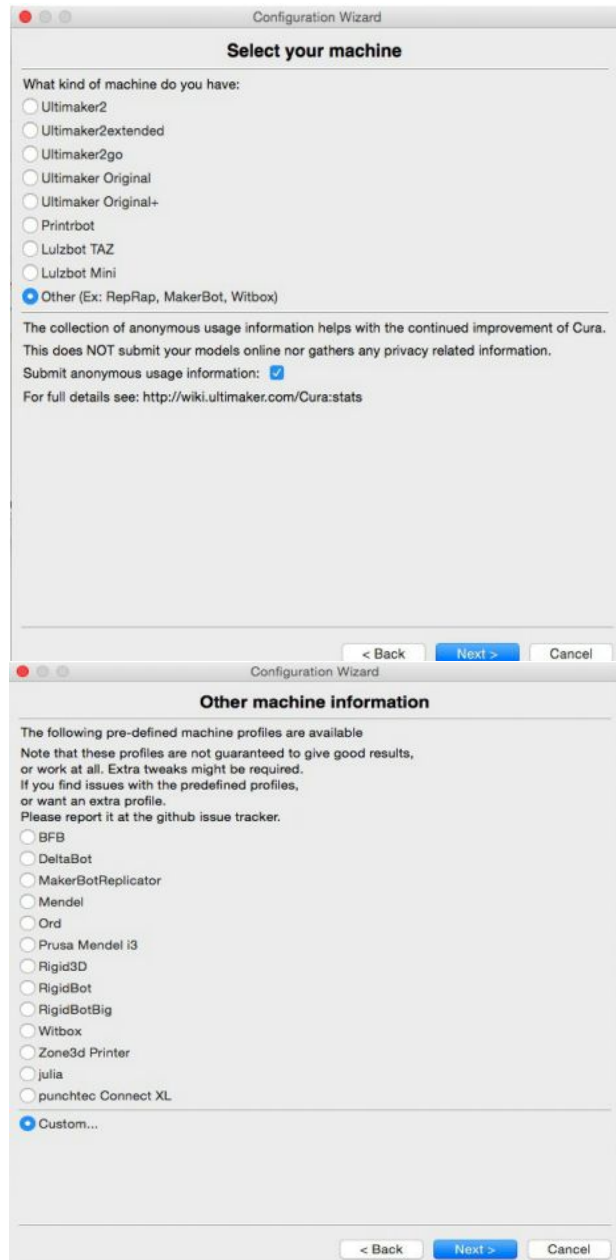 Configuration Wizard
Select your machine
What kind of machine do you have:
Ultimaker2
Ultimaker2extended
Ultimaker2go
Ultimaker Original
Ultimaker Original+
Printrbot
Lulzbot TAZ
Lulzbot Mini
Other (Ex: RepRap, MakerBot, Witbox)
The collection of anonymous usage information helps with the continued improvement of Cura.
This does NOT submit your models online nor gathers any privacy related information.
Submit anonymous usage information:
For full details see: http://wiki.ultimaker.com/Cura:stats
< Back Next > Cancel
Configuration Wizard
Other machine information
The following pre-defined machine profiles are available
Note that these profiles are not guaranteed to give good results,
or work at all. Extra tweaks might be required.
If you find issues with the predefined profiles,
or want an extra profile.
Please report it at the github issue tracker.
BFB
DeltaBot
MakerBotReplicator
Mendel
Ord
Prusa Mendel i3
Rigid3D
RigidBot
RigidBotBig
Witbox
Zone3d Printer
julia
punchtec Connect XL
Custom...
< Back Next > Cancel